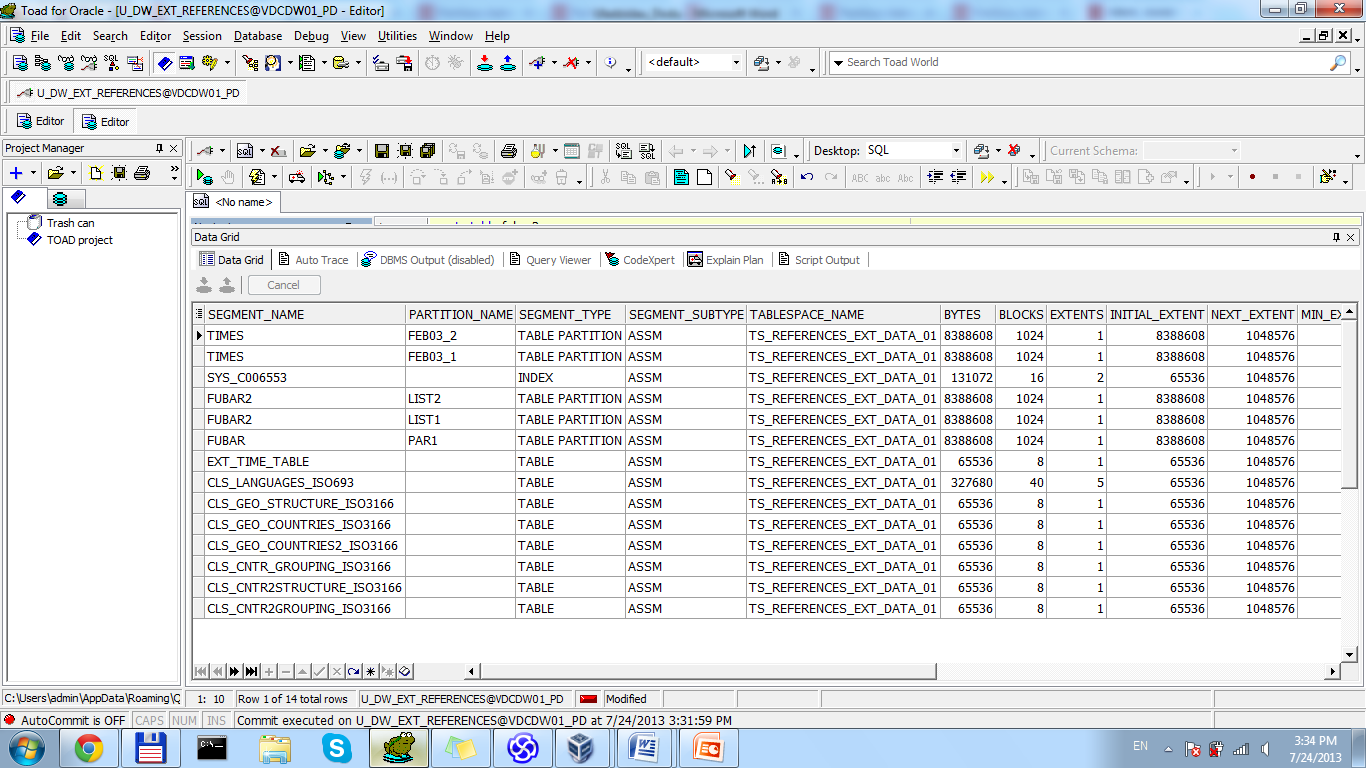 Toad for Oracle - [U_DW_EXT_REFERENCES@VDCDW01_PD - Editor]
File Edit Search Editor Session Database Debug View Utilities Window Help
<default> Search Toad World
U_DW_EXT_REFERENCES@VDCDW01_PD
Editor Editor
Project Manager
Desktop: SQL Current Schema:
SQL <No name>
Trash can
TOAD project
Data Grid
Data Grid Auto Trace DBMS Output (disabled) Query Viewer CodeXpert Explain Plan Script Output
Cancel
SEGMENT_NAME PARTITION_NAME SEGMENT_TYPE SEGMENT_SUBTYPE TABLESPACE_NAME BYTES BLOCKS EXTENTS INITIAL_EXTENT NEXT_EXTENT MIN_EX
TIMES FEB03_2 TABLE PARTITION ASSM TS_REFERENCES_EXT_DATA_01 8388608 1024 1 8388608 1048576
TIMES FEB03_1 TABLE PARTITION ASSM TS_REFERENCES_EXT_DATA_01 8388608 1024 1 8388608 1048576
SYS_C006553 INDEX ASSM TS_REFERENCES_EXT_DATA_01 131072 16 2 65536 1048576
FUBAR2 LIST2 TABLE PARTITION ASSM TS_REFERENCES_EXT_DATA_01 8388608 1024 1 8388608 1048576
FUBAR2 LIST1 TABLE PARTITION ASSM TS_REFERENCES_EXT_DATA_01 8388608 1024 1 8388608 1048576
FUBAR PAR1 TABLE PARTITION ASSM TS_REFERENCES_EXT_DATA_01 8388608 1024 1 8388608 1048576
EXT_TIME_TABLE TABLE ASSM TS_REFERENCES_EXT_DATA_01 65536 8 1 65536 1048576
CLS_LANGUAGES_ISO693 TABLE ASSM TS_REFERENCES_EXT_DATA_01 327680 40 5 65536 1048576
CLS_GEO_STRUCTURE_ISO3166 TABLE ASSM TS_REFERENCES_EXT_DATA_01 65536 8 1 65536 1048576
CLS_GEO_COUNTRIES_ISO3166 TABLE ASSM TS_REFERENCES_EXT_DATA_01 65536 8 1 65536 1048576
CLS_GEO_COUNTRIES2_ISO3166 TABLE ASSM TS_REFERENCES_EXT_DATA_01 65536 8 1 65536 1048576
CLS_CNTR_GROUPING_ISO3166 TABLE ASSM TS_REFERENCES_EXT_DATA_01 65536 8 1 65536 1048576
CLS_CNTR2STRUCTURE_ISO3166 TABLE ASSM TS_REFERENCES_EXT_DATA_01 65536 8 1 65536 1048576
CLS_CNTR2GROUPING_ISO3166 TABLE ASSM TS_REFERENCES_EXT_DATA_01 65536 8 1 65536 1048576
C:\Users\admin\AppData\Roaming\Q 1: 10 Row 1 of 14 total rows U_DW_EXT_REFERENCES@VDCDW01_PD Modified
AutoCommit is OFF CAPS NUM INS Commit executed on U_DW_EXT_REFERENCES@VDCDW01_PD at 7/24/2013 3:31:59 PM
EN 3:34 PM
7/24/2013